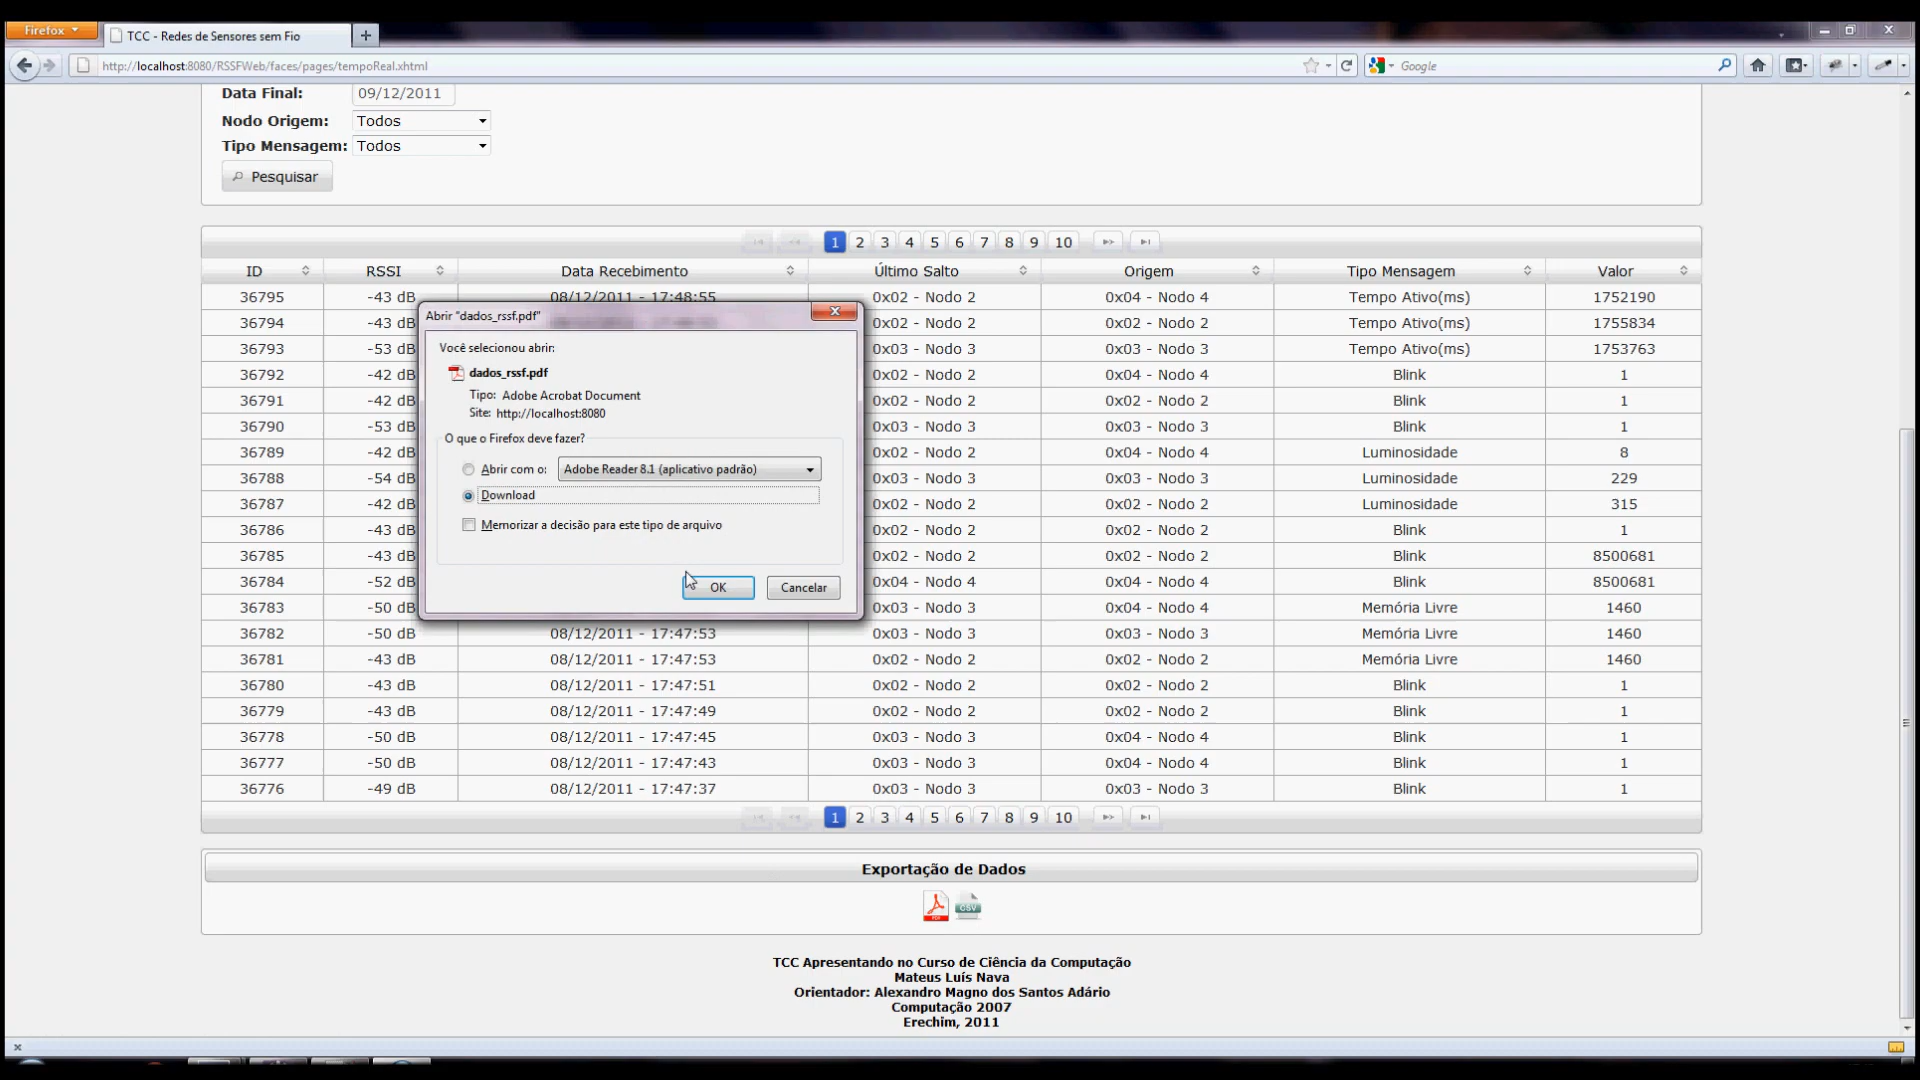 Firefox
TCC - Redes de Sensores sem Fio
http://localhost:8080/RSSFWeb/faces/pages/tempoReal.xhtml
Google
Data Final: 09/12/2011
Nodo Origem: Todos
Tipo Mensagem: Todos
Pesquisar
1 2 3 4 5 6 7 8 9 10
ID RSSI Data Recebimento Último Salto Origem Tipo Mensagem Valor
36795 -43 dB 08/12/2011 - 17:48:55 0x02 - Nodo 2 0x04 - Nodo 4 Tempo Ativo(ms) 1752190
36794 -43 dB 0x02 - Nodo 2 0x02 - Nodo 2 Tempo Ativo(ms) 1755834
36793 -53 dB 0x03 - Nodo 3 0x03 - Nodo 3 Tempo Ativo(ms) 1753763
36792 -42 dB 0x02 - Nodo 2 0x04 - Nodo 4 Blink 1
36791 -42 dB 0x02 - Nodo 2 0x02 - Nodo 2 Blink 1
36790 -53 dB 0x03 - Nodo 3 0x03 - Nodo 3 Blink 1
36789 -42 dB 0x02 - Nodo 2 0x04 - Nodo 4 Luminosidade 8
36788 -54 dB 0x03 - Nodo 3 0x03 - Nodo 3 Luminosidade 229
36787 -42 dB 0x02 - Nodo 2 0x02 - Nodo 2 Luminosidade 315
36786 -43 dB 0x02 - Nodo 2 0x02 - Nodo 2 Blink 1
36785 -43 dB 0x02 - Nodo 2 0x02 - Nodo 2 Blink 8500681
36784 -52 dB 0x04 - Nodo 4 0x04 - Nodo 4 Blink 8500681
36783 -50 dB 0x03 - Nodo 3 0x04 - Nodo 4 Memória Livre 1460
36782 -50 dB 08/12/2011 - 17:47:53 0x03 - Nodo 3 0x03 - Nodo 3 Memória Livre 1460
36781 -43 dB 08/12/2011 - 17:47:53 0x02 - Nodo 2 0x02 - Nodo 2 Memória Livre 1460
36780 -43 dB 08/12/2011 - 17:47:51 0x02 - Nodo 2 0x02 - Nodo 2 Blink 1
36779 -43 dB 08/12/2011 - 17:47:49 0x02 - Nodo 2 0x02 - Nodo 2 Blink 1
36778 -50 dB 08/12/2011 - 17:47:45 0x03 - Nodo 3 0x04 - Nodo 4 Blink 1
36777 -50 dB 08/12/2011 - 17:47:43 0x03 - Nodo 3 0x04 - Nodo 4 Blink 1
36776 -49 dB 08/12/2011 - 17:47:37 0x03 - Nodo 3 0x03 - Nodo 3 Blink 1
Abrir "dados_rssf.pdf"
Você selecionou abrir:
dados_rssf.pdf
Tipo: Adobe Acrobat Document
Site: http://localhost:8080
O que o Firefox deve fazer?
Abrir com o: Adobe Reader 8.1 (aplicativo padrão)
Download
Memorizar a decisão para este tipo de arquivo
OK Cancelar
1 2 3 4 5 6 7 8 9 10
Exportação de Dados
PDF CSV
TCC Apresentando no Curso de Ciência da Computação
Mateus Luís Nava
Orientador: Alexandro Magno dos Santos Adário
Computação 2007
Erechim, 2011